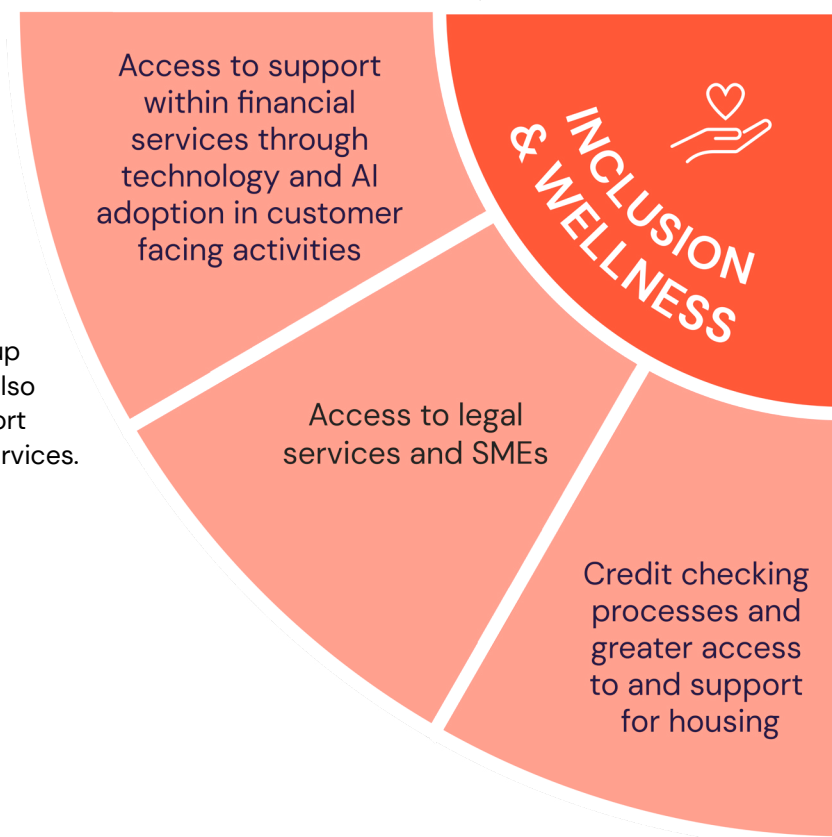 Access to support
within financial
services through
technology and AI
adoption in customer
facing activities
INCLUSION
& WELLNESS
Access to legal
services and SMEs
Credit checking
processes and
greater access
to and support
for housing